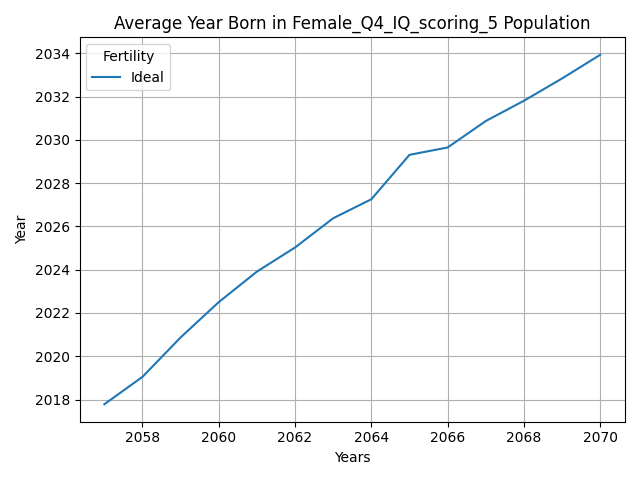 Average Year Born in Female_Q4_IQ_scoring_5 Population
Fertility
Ideal
2034
2032
2030
2028
2026
2024
2022
2020
2018
Year
2058 2060 2062 2064 2066 2068 2070
Years